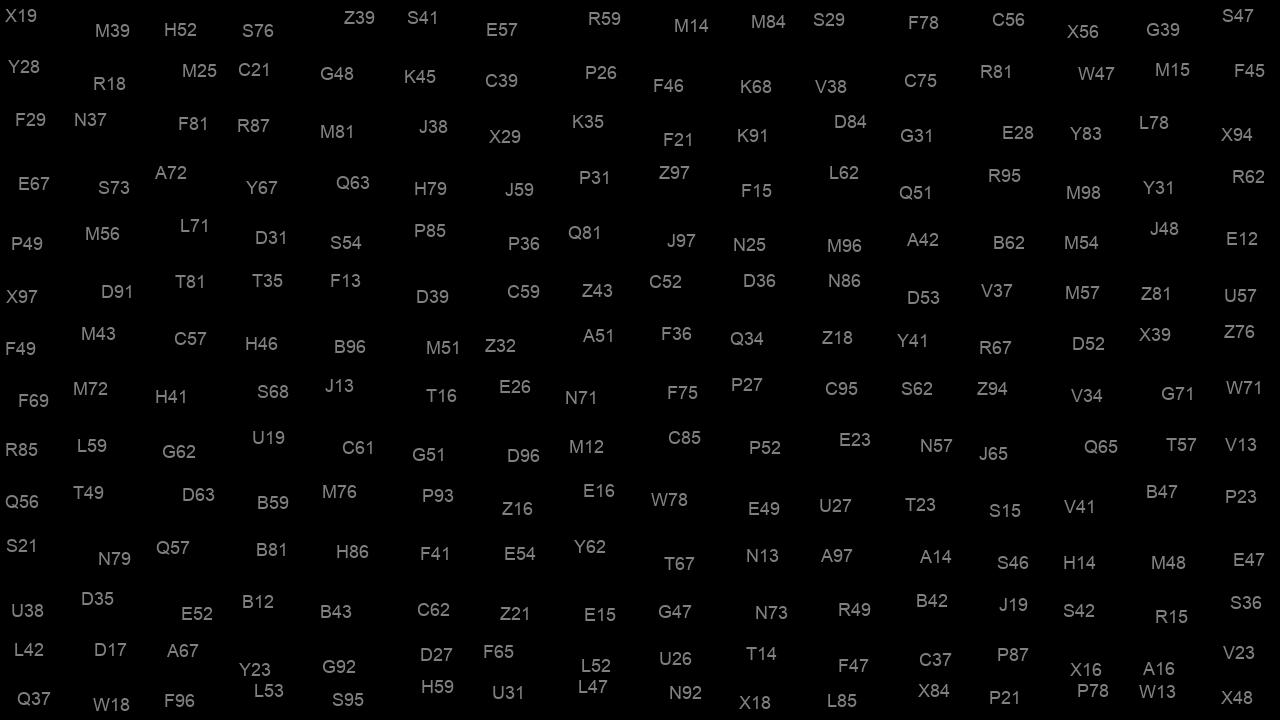 X19 M39 H52 S76 Z39 S41 E57 R59 M14 M84 S29 F78 C56 X56 G39 S47
Y28 R18 M25 C21 G48 K45 C39 P26 F46 K68 V38 C75 R81 W47 M15 F45
F29 N37 F81 R87 M81 J38 X29 K35 F21 K91 D84 G31 E28 Y83 L78 X94
E67 S73 A72 Y67 Q63 H79 J59 P31 Z97 F15 L62 Q51 R95 M98 Y31 R62
P49 M56 L71 D31 S54 P85 P36 Q81 J97 N25 M96 A42 B62 M54 J48 E12
X97 D91 T81 T35 F13 D39 C59 Z43 C52 D36 N86 D53 V37 M57 Z81 U57
F49 M43 C57 H46 B96 M51 Z32 A51 F36 Q34 Z18 Y41 R67 D52 X39 Z76
F69 M72 H41 S68 J13 T16 E26 N71 F75 P27 C95 S62 Z94 V34 G71 W71
R85 L59 G62 U19 C61 G51 D96 M12 C85 P52 E23 N57 J65 Q65 T57 V13
Q56 T49 D63 B59 M76 P93 Z16 E16 W78 E49 U27 T23 S15 V41 B47 P23
S21 N79 Q57 B81 H86 F41 E54 Y62 T67 N13 A97 A14 S46 H14 M48 E47
U38 D35 E52 B12 B43 C62 Z21 E15 G47 N73 R49 B42 J19 S42 R15 S36
L42 D17 A67 Y23 G92 D27 F65 L52 U26 T14 F47 C37 P87 X16 A16 V23
Q37 W18 F96 L53 S95 H59 U31 L47 N92 X18 L85 X84 P21 P78 W13 X48